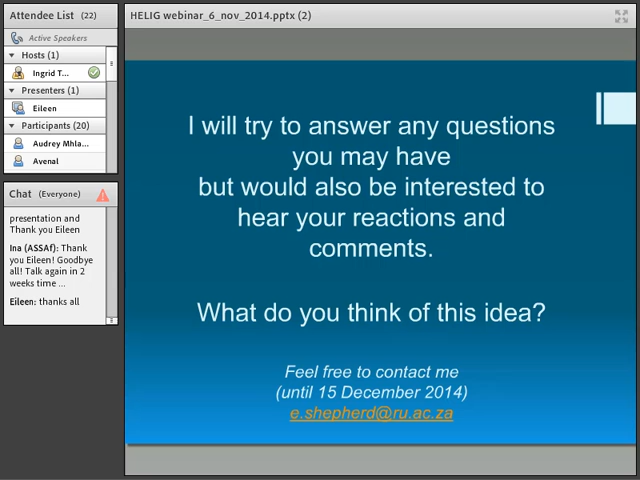 Attendee List (22)
Active Speakers
Hosts (1)
Ingrid T...
Presenters (1)
Eileen
Participants (20)
Audrey Mhla...
Avenal
Chat (Everyone)
presentation and
Thank you Eileen
Ina (ASSAf): Thank
you Eileen! Goodbye
all! Talk again in 2
weeks time ...
Eileen: thanks all
HELIG webinar_6_nov_2014.pptx (2)
I will try to answer any questions
you may have
but would also be interested to
hear your reactions and
comments.
What do you think of this idea?
Feel free to contact me
(until 15 December 2014)
e.shepherd@ru.ac.za